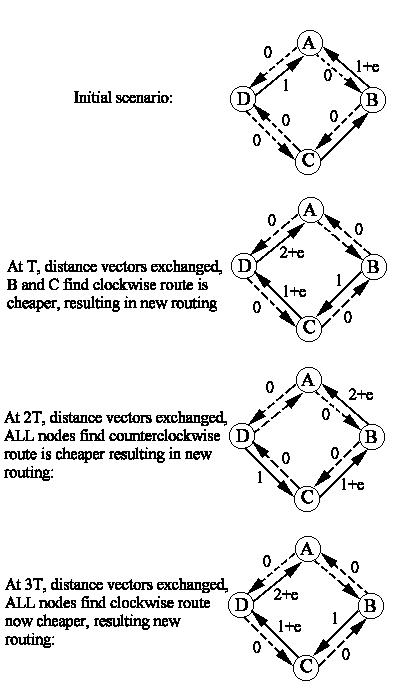 A
0
1+e
0
Initial scenario:
D
1
B
0
0
0
C
A
0
0
At T, distance vectors exchanged,
B and C find clockwise route is
cheaper, resulting in new routing
D
2+e
B
1+e
1
0
0
C
A
0
2+e
0
At 2T, distance vectors exchanged,
ALL nodes find counterclockwise
route is cheaper resulting in new
routing:
D
B
0
0
1
1+e
C
A
0
0
At 3T, distance vectors exchanged,
ALL nodes find clockwise route
now cheaper, resulting new
routing:
D
2+e
B
1+e
1
0
0
C